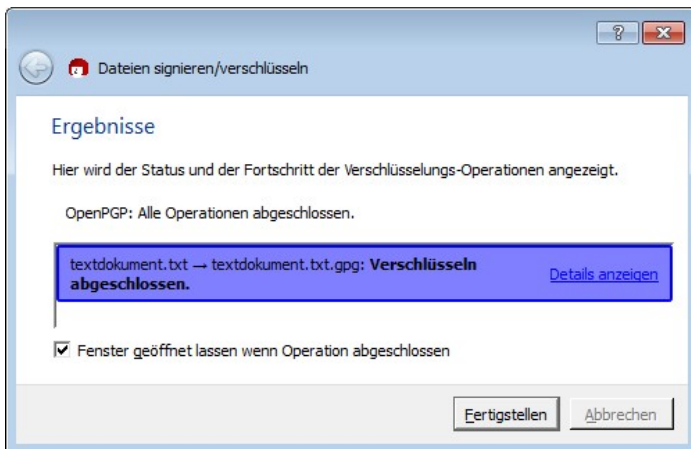 Dateien signieren/verschlüsseln
Ergebnisse
Hier wird der Status und der Fortschritt der Verschlüsselungs-Operationen angezeigt.
OpenPGP: Alle Operationen abgeschlossen.
textdokument.txt → textdokument.txt.gpg: Verschlüsseln
abgeschlossen.
Details anzeigen
Fenster geöffnet lassen wenn Operation abgeschlossen
Fertigstellen Abbrechen